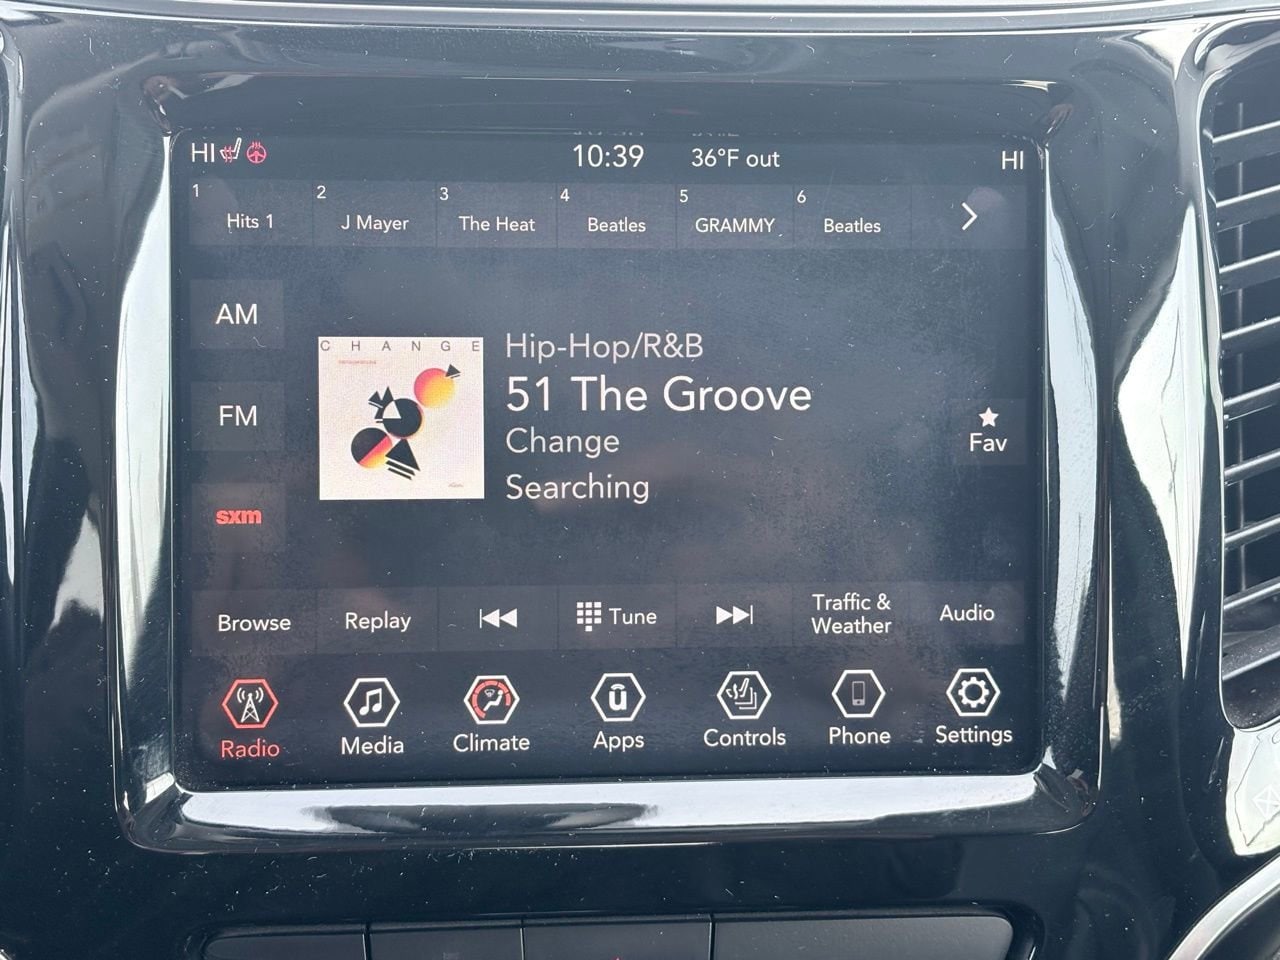 HI
10:39
36°F out
HI
1 2 3 4 5 6
Hits 1 J Mayer The Heat Beatles GRAMMY Beatles
AM
FM
sxm
C H A N G E
Hip-Hop/R&B
51 The Groove
Change
Searching
Fav
Browse
Replay
Tune
Traffic &
Weather
Audio
Radio
Media
Climate
ū
Apps
Controls
Phone
Settings